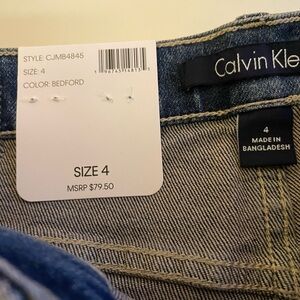 STYLE: CJMB4845
SIZE: 4
COLOR: BEDFORD
SIZE 4
MSRP $79.50
Calvin Kle
4
MADE IN
BANGLADESH